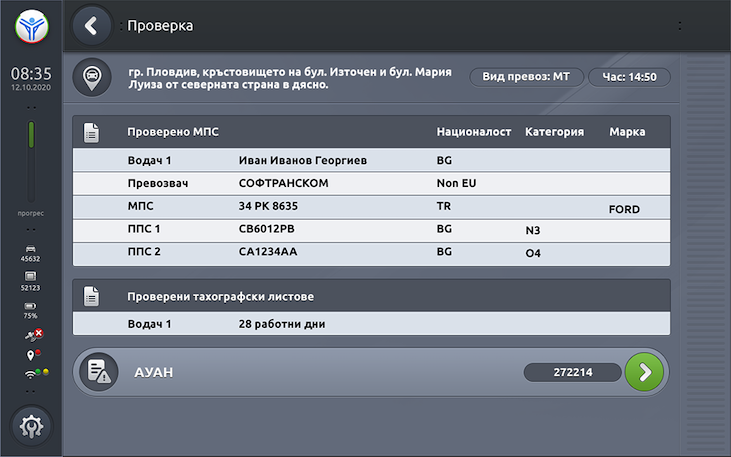 Проверка
08:35
12.10.2020
прогрес
45632
52123
75%
гр. Пловдив, кръстовището на бул. Източен и бул. Мария
Луиза от северната страна в дясно.
Вид превоз: МТ
Час: 14:50
Проверено МПС Националост Категория Марка
Водач 1 Иван Иванов Георгиев BG
Превозвач СОФТРАНСКОМ Non EU
МПС 34 PK 8635 TR FORD
ППС 1 CB6012PB BG N3
ППС 2 CA1234AA BG O4
Проверени тахографски листове
Водач 1 28 работни дни
АУАН 272214